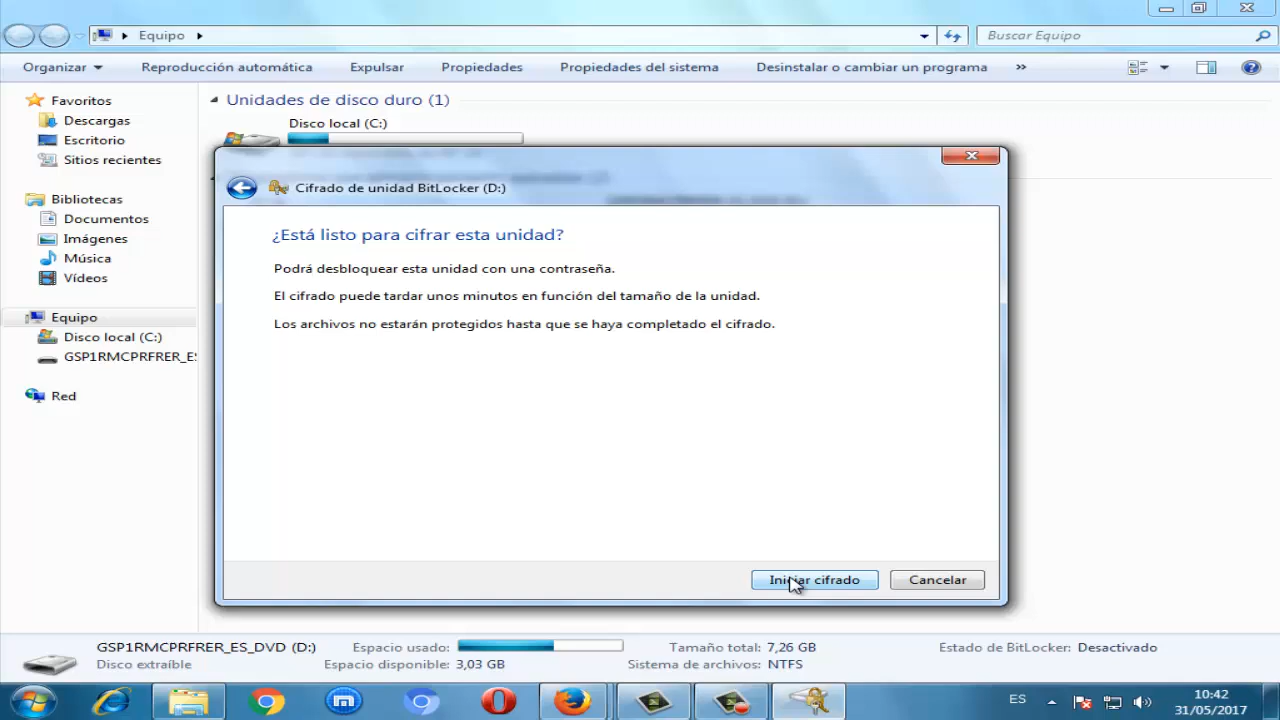 Equipo
Buscar Equipo
Organizar
Reproducción automática
Expulsar
Propiedades
Propiedades del sistema
Desinstalar o cambiar un programa
»
Favoritos
Descargas
Escritorio
Sitios recientes
Bibliotecas
Documentos
Imágenes
Música
Vídeos
Equipo
Disco local (C:)
GSP1RMCPRFRER_ES
Red
Unidades de disco duro (1)
Disco local (C:)
Cifrado de unidad BitLocker (D:)
¿Está listo para cifrar esta unidad?
Podrá desbloquear esta unidad con una contraseña.
El cifrado puede tardar unos minutos en función del tamaño de la unidad.
Los archivos no estarán protegidos hasta que se haya completado el cifrado.
Iniciar cifrado
Cancelar
GSP1RMCPRFRER_ES_DVD (D:)
Espacio usado:
Tamaño total: 7,26 GB
Estado de BitLocker: Desactivado
Disco extraíble
Espacio disponible: 3,03 GB
Sistema de archivos: NTFS
ES
10:42
31/05/2017